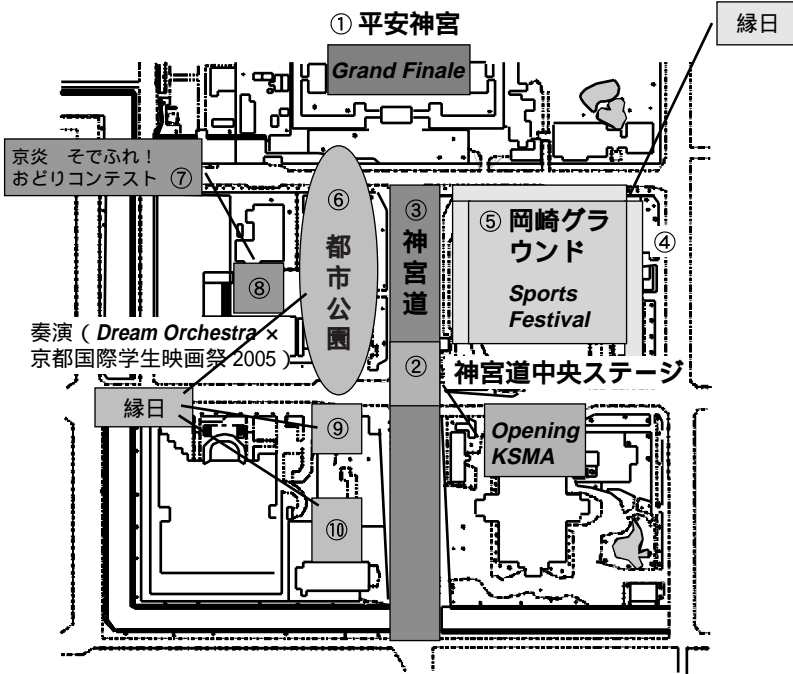 ① 平安神宮
縁日
Grand Finale
京炎 そでふれ！
おどりコンテスト ⑦
⑥
都市公園
③
神宮道
⑤ 岡崎グラ
ウンド
Sports
Festival
④
⑧
奏演（Dream Orchestra ×
京都国際学生映画祭 2005）
②
神宮道中央ステージ
縁日
⑨
Opening
KSMA
⑩